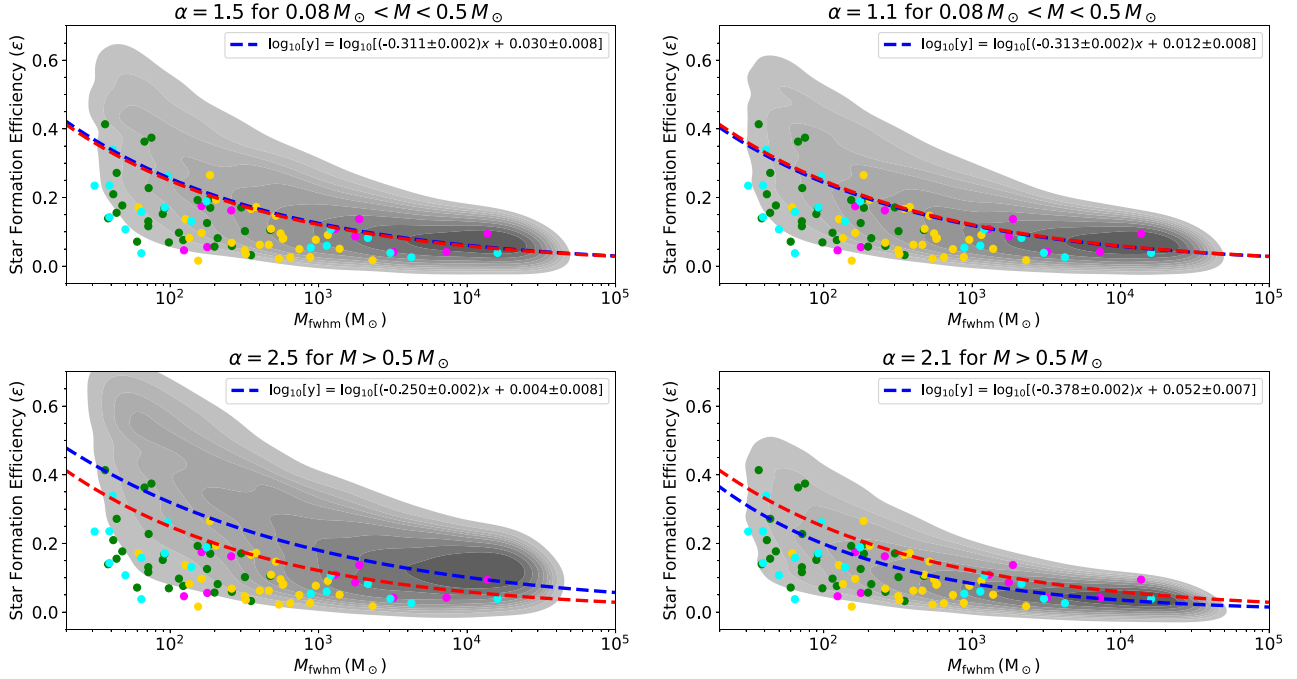 α = 1.5 for 0.08 M⊙ < M < 0.5 M⊙
log₁₀[y] = log₁₀[(-0.311±0.002)x + 0.030±0.008]
Star Formation Efficiency (ε)
0.6
0.4
0.2
0.0
10² 10³ 10⁴ 10⁵
M_fwhm (M⊙)
α = 1.1 for 0.08 M⊙ < M < 0.5 M⊙
log₁₀[y] = log₁₀[(-0.313±0.002)x + 0.012±0.008]
Star Formation Efficiency (ε)
0.6
0.4
0.2
0.0
10² 10³ 10⁴ 10⁵
M_fwhm (M⊙)
α = 2.5 for M > 0.5 M⊙
log₁₀[y] = log₁₀[(-0.250±0.002)x + 0.004±0.008]
Star Formation Efficiency (ε)
0.6
0.4
0.2
0.0
10² 10³ 10⁴ 10⁵
M_fwhm (M⊙)
α = 2.1 for M > 0.5 M⊙
log₁₀[y] = log₁₀[(-0.378±0.002)x + 0.052±0.007]
Star Formation Efficiency (ε)
0.6
0.4
0.2
0.0
10² 10³ 10⁴ 10⁵
M_fwhm (M⊙)